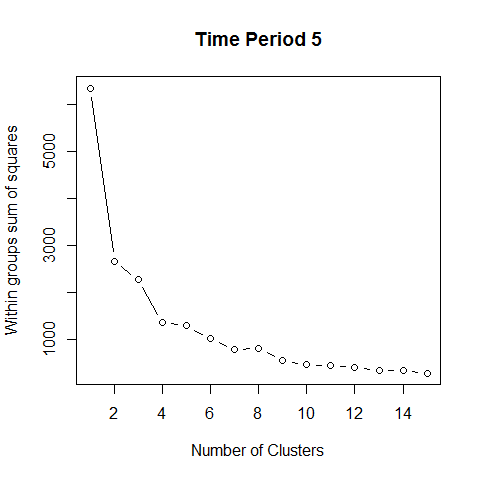 Time Period 5
Within groups sum of squares
5000
3000
1000
2 4 6 8 10 12 14
Number of Clusters